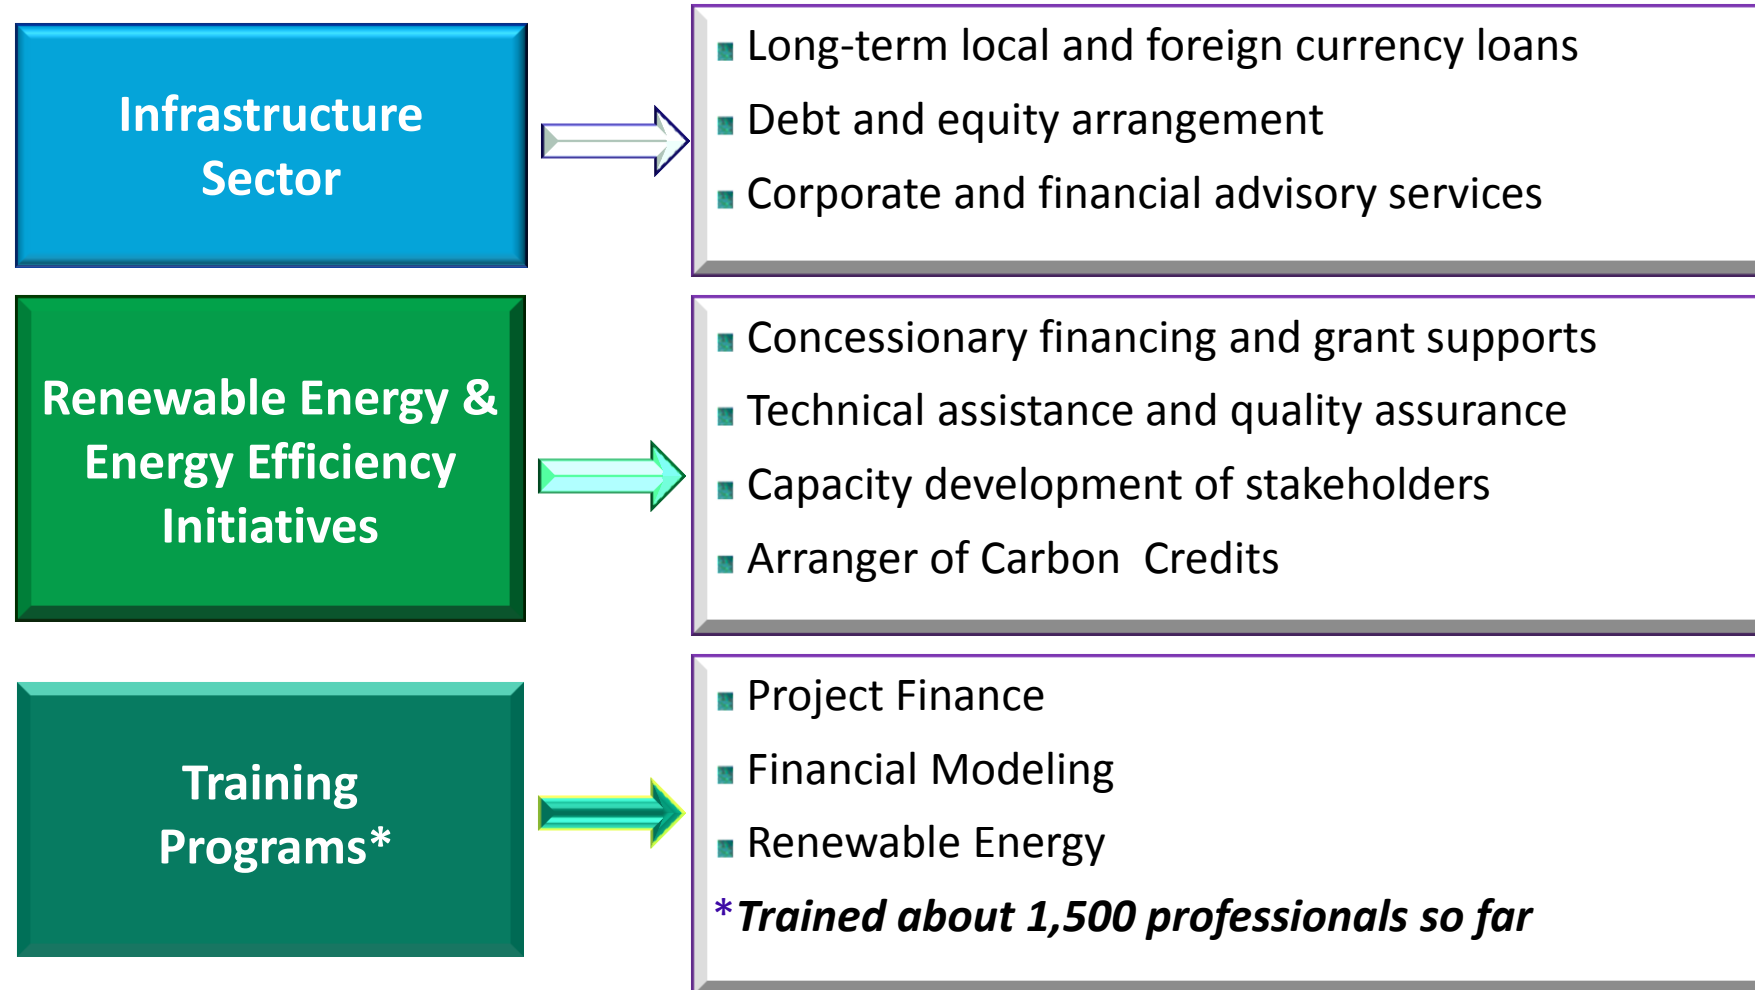 Infrastructure
Sector
Long-term local and foreign currency loans
Debt and equity arrangement
Corporate and financial advisory services
Renewable Energy &
Energy Efficiency
Initiatives
Concessionary financing and grant supports
Technical assistance and quality assurance
Capacity development of stakeholders
Arranger of Carbon  Credits
Training
Programs*
Project Finance
Financial Modeling
Renewable Energy
*Trained about 1,500 professionals so far